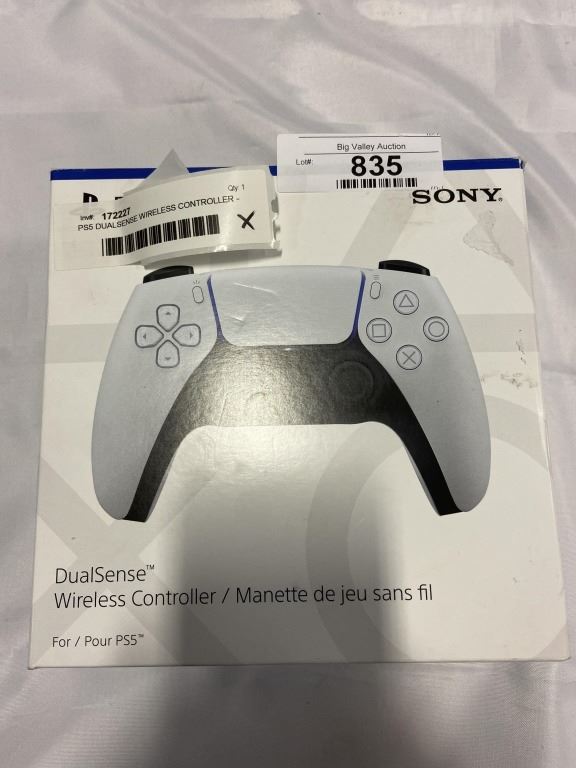 Big Valley Auction
Lot#: 835
Qty: 1
Inv#: 172227
PS5 DUALSENSE WIRELESS CONTROLLER -
X
SONY
DualSense™
Wireless Controller / Manette de jeu sans fil
For / Pour PS5™